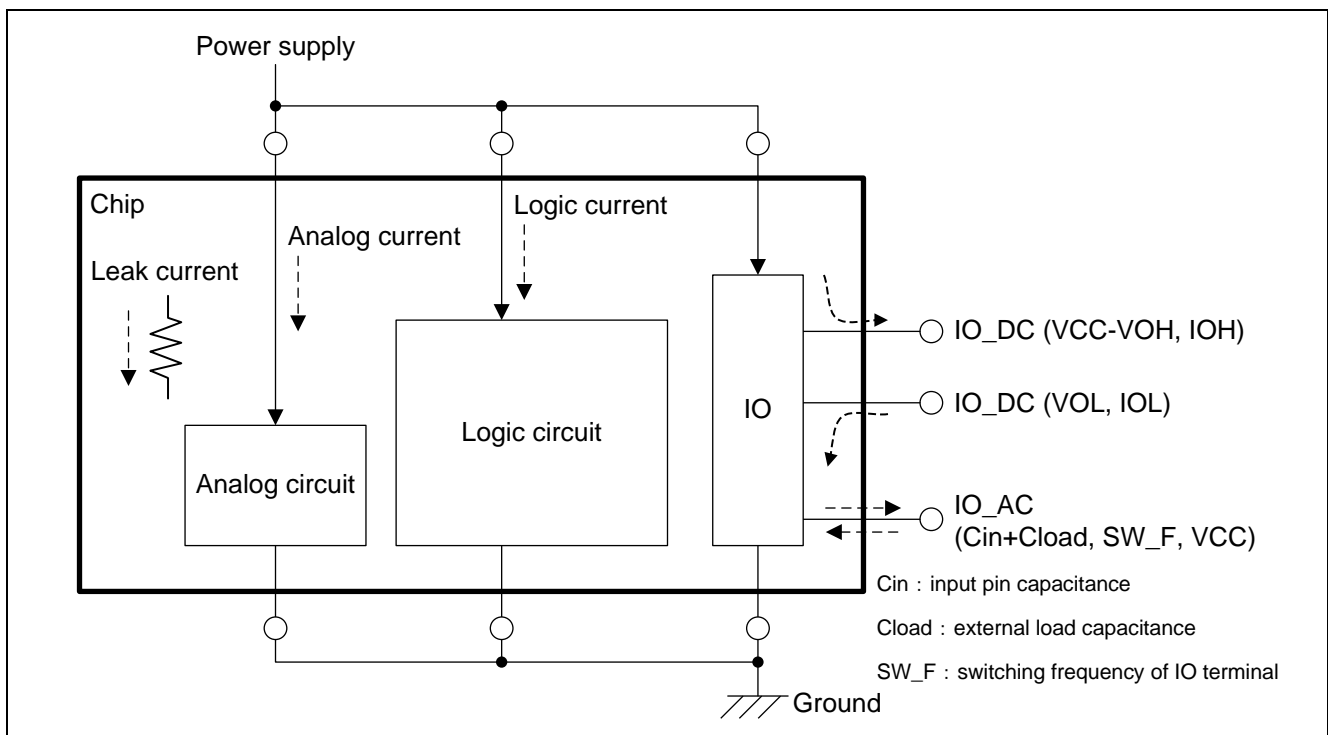 Power supply
Chip
Logic current
Analog current
Leak current
IO_DC (VCC-VOH, IOH)
IO
IO_DC (VOL, IOL)
Logic circuit
Analog circuit
IO_AC
(Cin+Cload, SW_F, VCC)
Cin : input pin capacitance
Cload : external load capacitance
SW_F : switching frequency of IO terminal
Ground